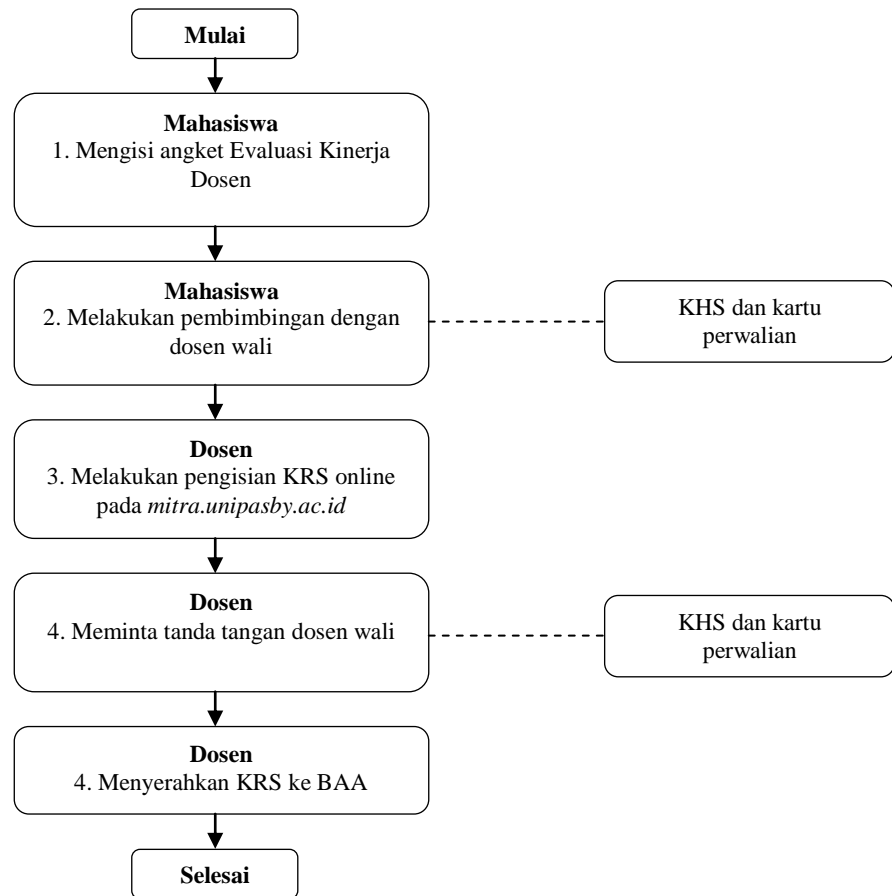 Mulai
Mahasiswa
1. Mengisi angket Evaluasi Kinerja
Dosen
Mahasiswa
2. Melakukan pembimbingan dengan
dosen wali
KHS dan kartu
perwalian
Dosen
3. Melakukan pengisian KRS online
pada mitra.unipasby.ac.id
Dosen
4. Meminta tanda tangan dosen wali
KHS dan kartu
perwalian
Dosen
4. Menyerahkan KRS ke BAA
Selesai